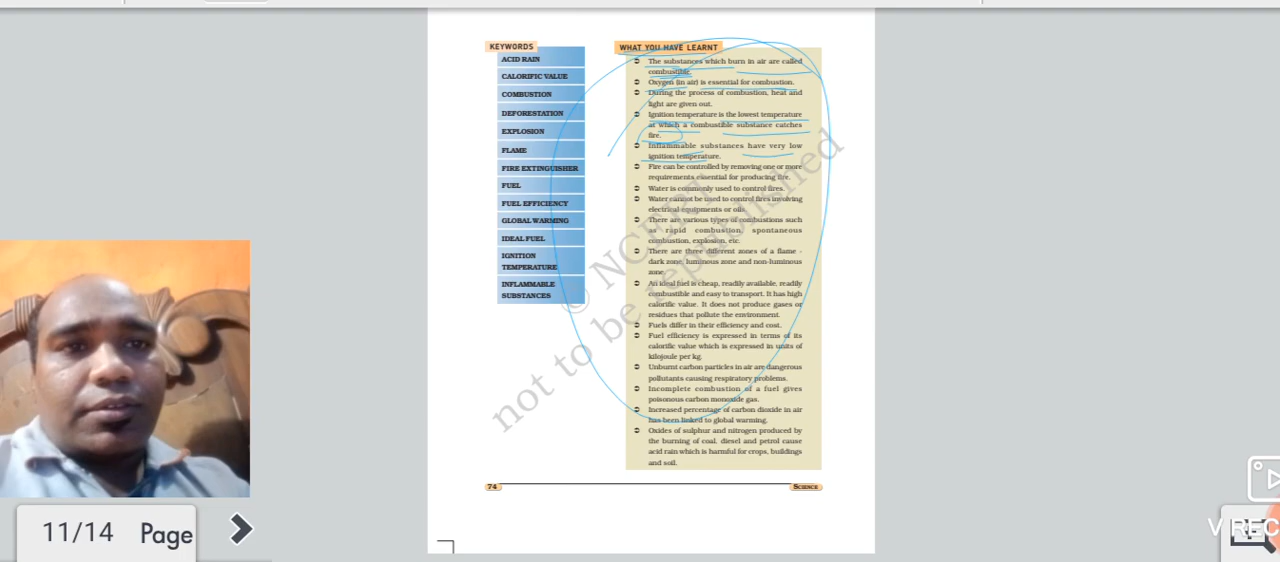 KEYWORDS
ACID RAIN
CALORIFIC VALUE
COMBUSTION
DEFORESTATION
EXPLOSION
FLAME
FIRE EXTINGUISHER
FUEL
FUEL EFFICIENCY
GLOBAL WARMING
IDEAL FUEL
IGNITION
TEMPERATURE
INFLAMMABLE
SUBSTANCES
WHAT YOU HAVE LEARNT
The substances which burn in air are called
combustible.
Oxygen (in air) is essential for combustion.
During the process of combustion, heat and
light are given out.
Ignition temperature is the lowest temperature
at which a combustible substance catches
fire.
Inflammable substances have very low
ignition temperature.
Fire can be controlled by removing one or more
requirements essential for producing fire.
Water is commonly used to control fires.
Water cannot be used to control fires involving
electrical equipments or oils.
There are various types of combustions such
as rapid combustion, spontaneous
combustion, explosion, etc.
There are three different zones of a flame -
dark zone, luminous zone and non-luminous
zone.
An ideal fuel is cheap, readily available, readily
combustible and easy to transport. It has high
calorific value. It does not produce gases or
residues that pollute the environment.
Fuels differ in their efficiency and cost.
Fuel efficiency is expressed in terms of its
calorific value which is expressed in units of
kilojoule per kg.
Unburnt carbon particles in air are dangerous
pollutants causing respiratory problems.
Incomplete combustion of a fuel gives
poisonous carbon monoxide gas.
Increased percentage of carbon dioxide in air
has been linked to global warming.
Oxides of sulphur and nitrogen produced by
the burning of coal, diesel and petrol cause
acid rain which is harmful for crops, buildings
and soil.
© NCERT
not to be republished
74
SCIENCE
11/14 Page
V REC